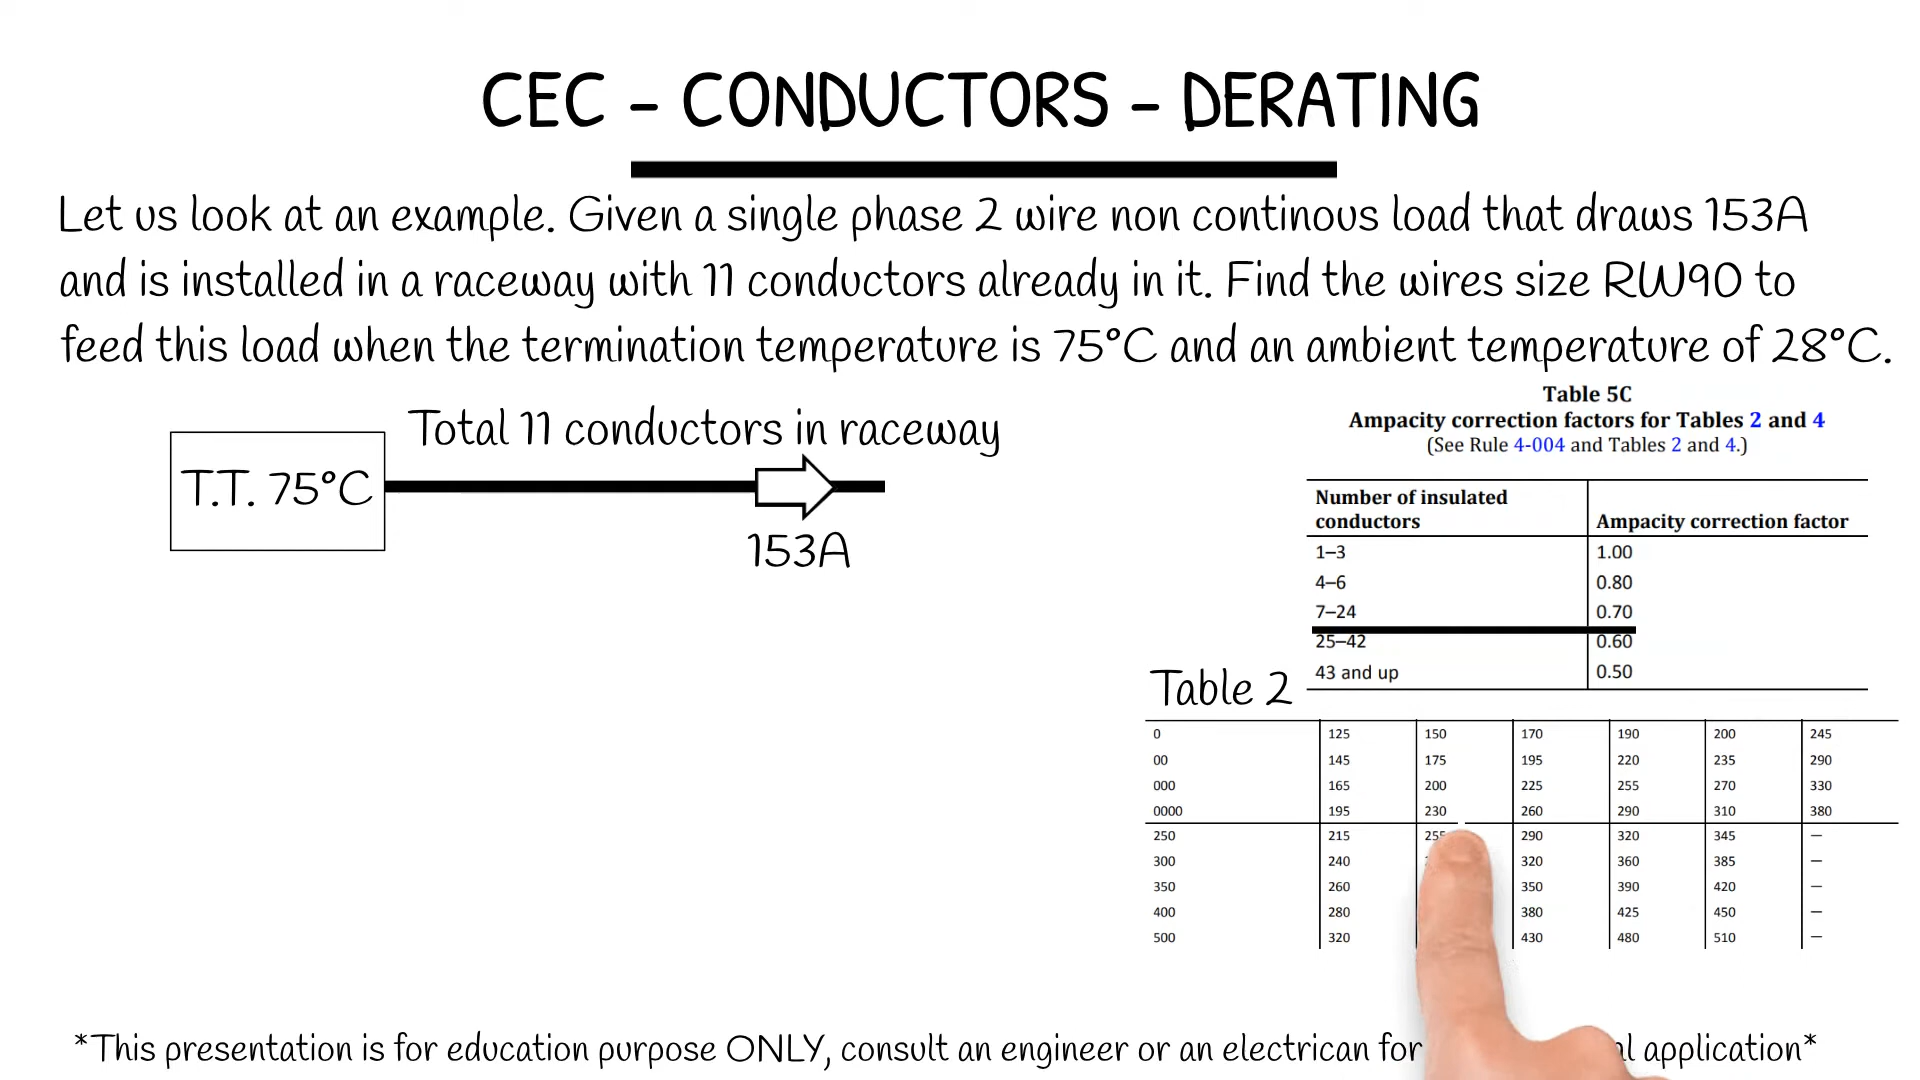 CEC - CONDUCTORS - DERATING
Let us look at an example. Given a single phase 2 wire non continous load that draws 153A
and is installed in a raceway with 11 conductors already in it. Find the wires size RW90 to
feed this load when the termination temperature is 75°C and an ambient temperature of 28°C.
Total 11 conductors in raceway
T.T. 75°C
153A
Table 5C
Ampacity correction factors for Tables 2 and 4
(See Rule 4-004 and Tables 2 and 4.)
Number of insulated conductors Ampacity correction factor
1–3 1.00
4–6 0.80
7–24 0.70
25–42 0.60
43 and up 0.50
Table 2
0 125 150 170 190 200 245
00 145 175 195 220 235 290
000 165 200 225 255 270 330
0000 195 230 260 290 310 380
250 215 255 290 320 345 —
300 240 320 360 385 —
350 260 350 390 420 —
400 280 380 425 450 —
500 320 430 480 510 —
*This presentation is for education purpose ONLY, consult an engineer or an electrican for application*